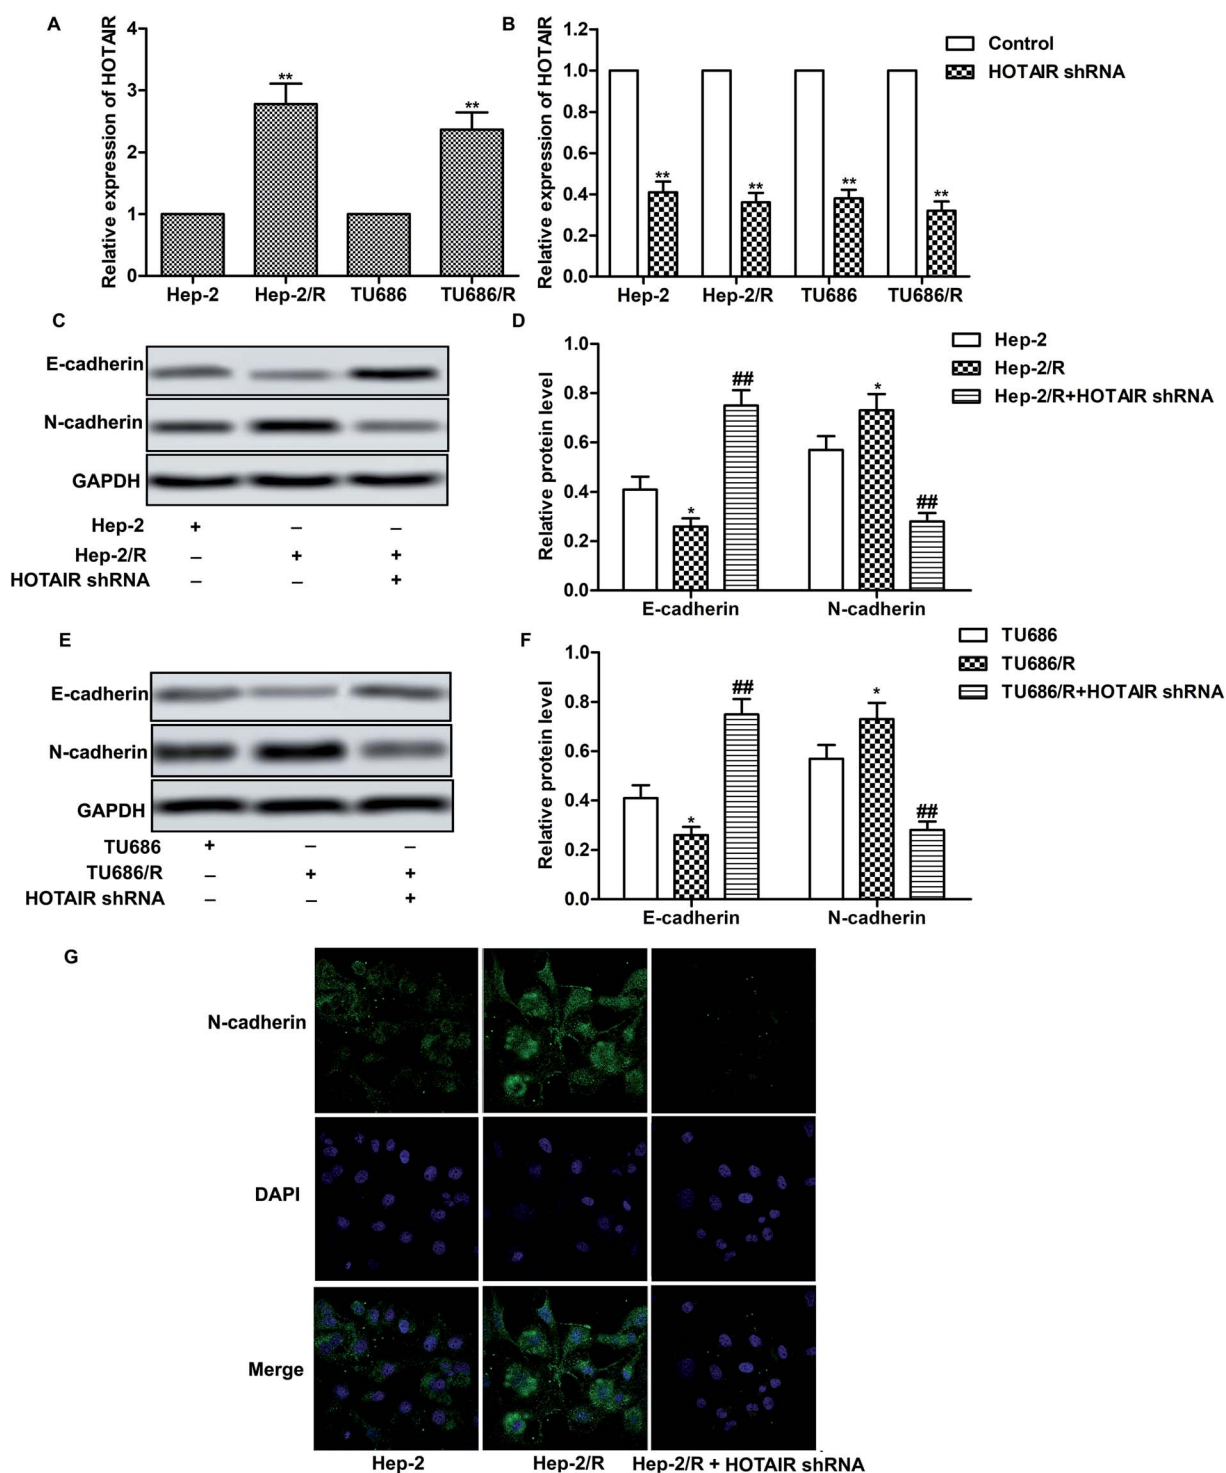 A
Relative expression of HOTAIR
4
3
2
1
0
**
**
Hep-2
Hep-2/R
TU686
TU686/R
B
Relative expression of HOTAIR
1.2
1.0
0.8
0.6
0.4
0.2
0.0
**
**
**
**
Hep-2
Hep-2/R
TU686
TU686/R
Control
HOTAIR shRNA
C
E-cadherin
N-cadherin
GAPDH
Hep-2 + – –
Hep-2/R – + +
HOTAIR shRNA – – +
D
Relative protein level
1.0
0.8
0.6
0.4
0.2
0.0
*
##
*
##
E-cadherin
N-cadherin
Hep-2
Hep-2/R
Hep-2/R+HOTAIR shRNA
E
E-cadherin
N-cadherin
GAPDH
TU686 + – –
TU686/R – + +
HOTAIR shRNA – – +
F
Relative protein level
1.0
0.8
0.6
0.4
0.2
0.0
*
##
*
##
E-cadherin
N-cadherin
TU686
TU686/R
TU686/R+HOTAIR shRNA
G
N-cadherin
DAPI
Merge
Hep-2
Hep-2/R
Hep-2/R + HOTAIR shRNA